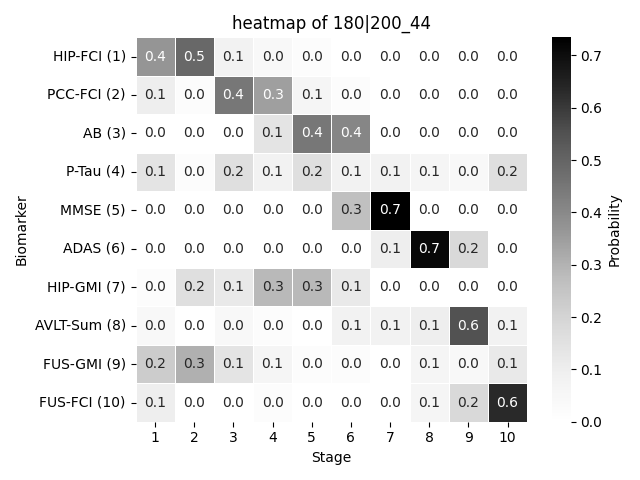 heatmap of 180|200_44
HIP-FCI (1) 0.4 0.5 0.1 0.0 0.0 0.0 0.0 0.0 0.0 0.0
PCC-FCI (2) 0.1 0.0 0.4 0.3 0.1 0.0 0.0 0.0 0.0 0.0
AB (3) 0.0 0.0 0.0 0.1 0.4 0.4 0.0 0.0 0.0 0.0
P-Tau (4) 0.1 0.0 0.2 0.1 0.2 0.1 0.1 0.1 0.0 0.2
MMSE (5) 0.0 0.0 0.0 0.0 0.0 0.3 0.7 0.0 0.0 0.0
ADAS (6) 0.0 0.0 0.0 0.0 0.0 0.0 0.1 0.7 0.2 0.0
HIP-GMI (7) 0.0 0.2 0.1 0.3 0.3 0.1 0.0 0.0 0.0 0.0
AVLT-Sum (8) 0.0 0.0 0.0 0.0 0.0 0.1 0.1 0.1 0.6 0.1
FUS-GMI (9) 0.2 0.3 0.1 0.1 0.0 0.0 0.0 0.1 0.0 0.1
FUS-FCI (10) 0.1 0.0 0.0 0.0 0.0 0.0 0.0 0.1 0.2 0.6
1 2 3 4 5 6 7 8 9 10
Stage
Biomarker
0.7
0.6
0.5
0.4
0.3
0.2
0.1
0.0
Probability